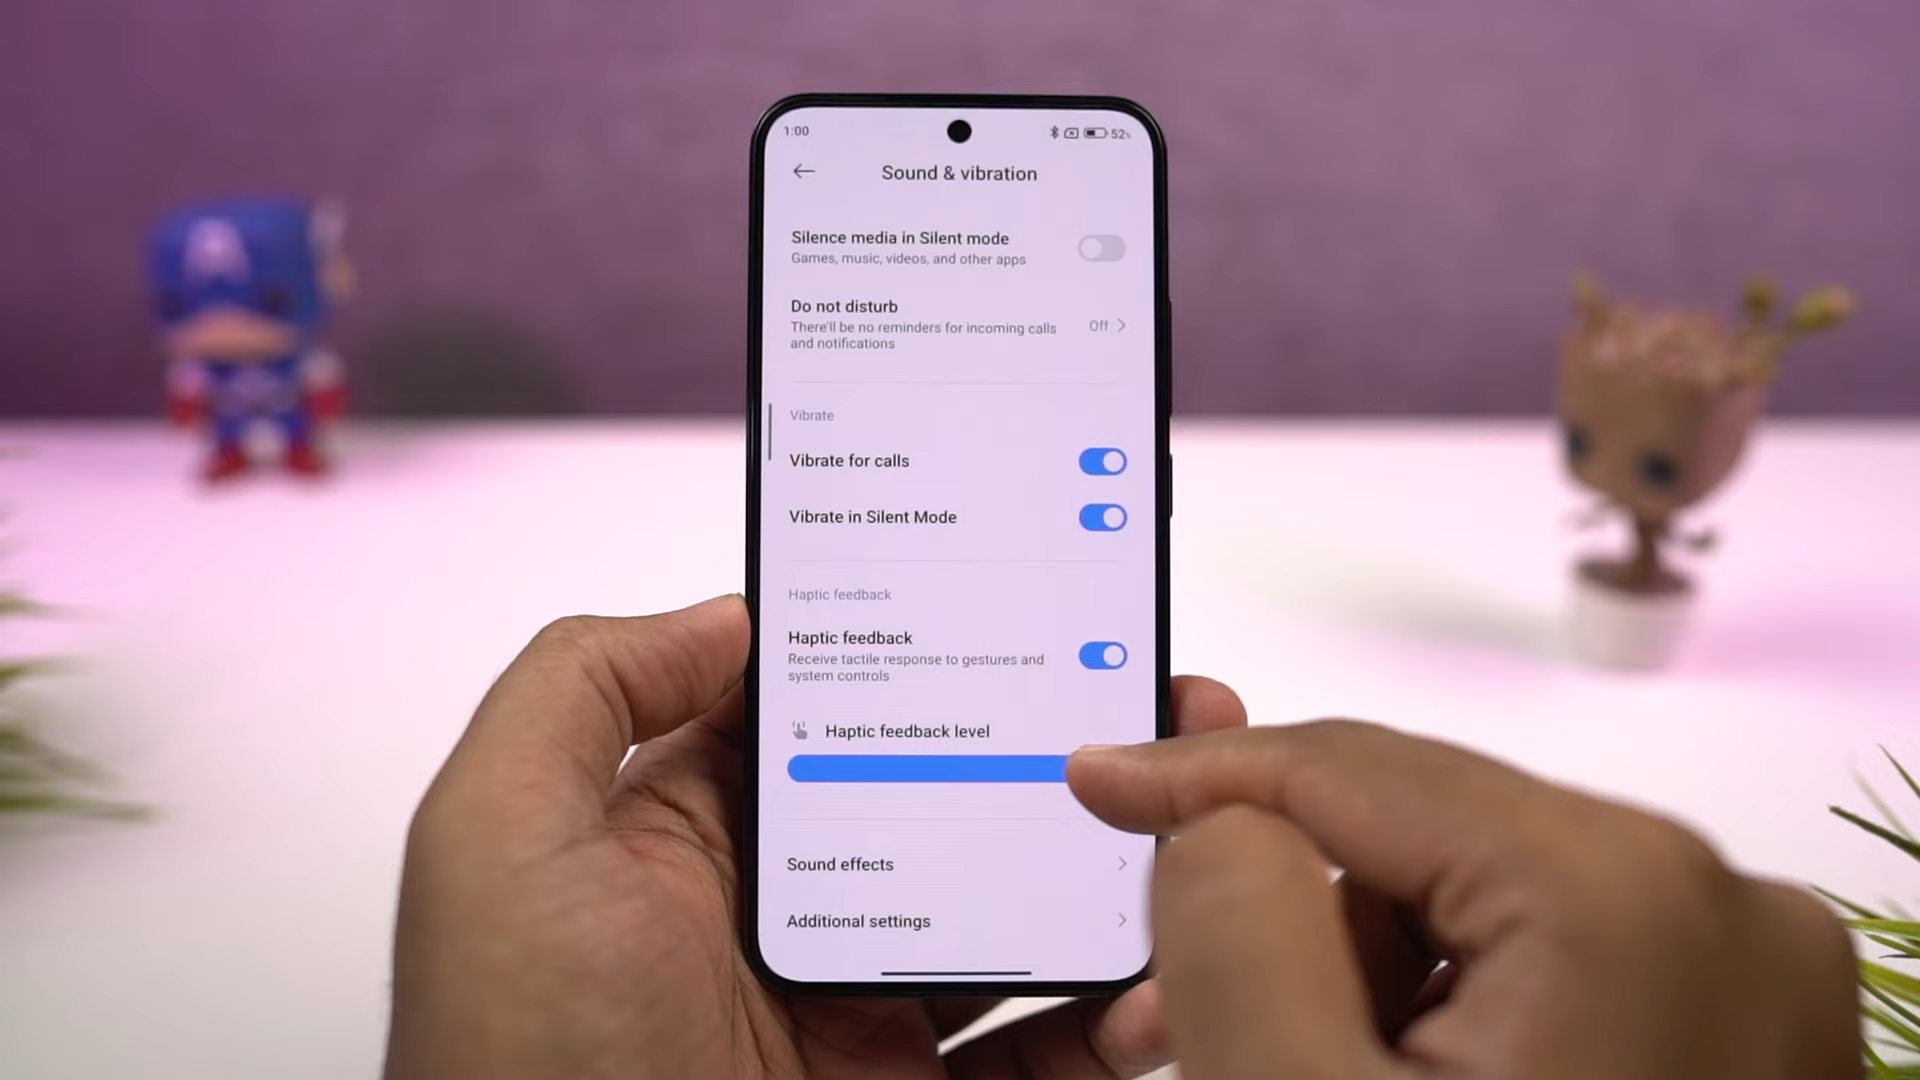 1:00
52%
Sound & vibration
Silence media in Silent mode
Games, music, videos, and other apps
Do not disturb
There'll be no reminders for incoming calls
and notifications
Off
Vibrate
Vibrate for calls
Vibrate in Silent Mode
Haptic feedback
Haptic feedback
Receive tactile response to gestures and
system controls
Haptic feedback level
Sound effects
Additional settings
A